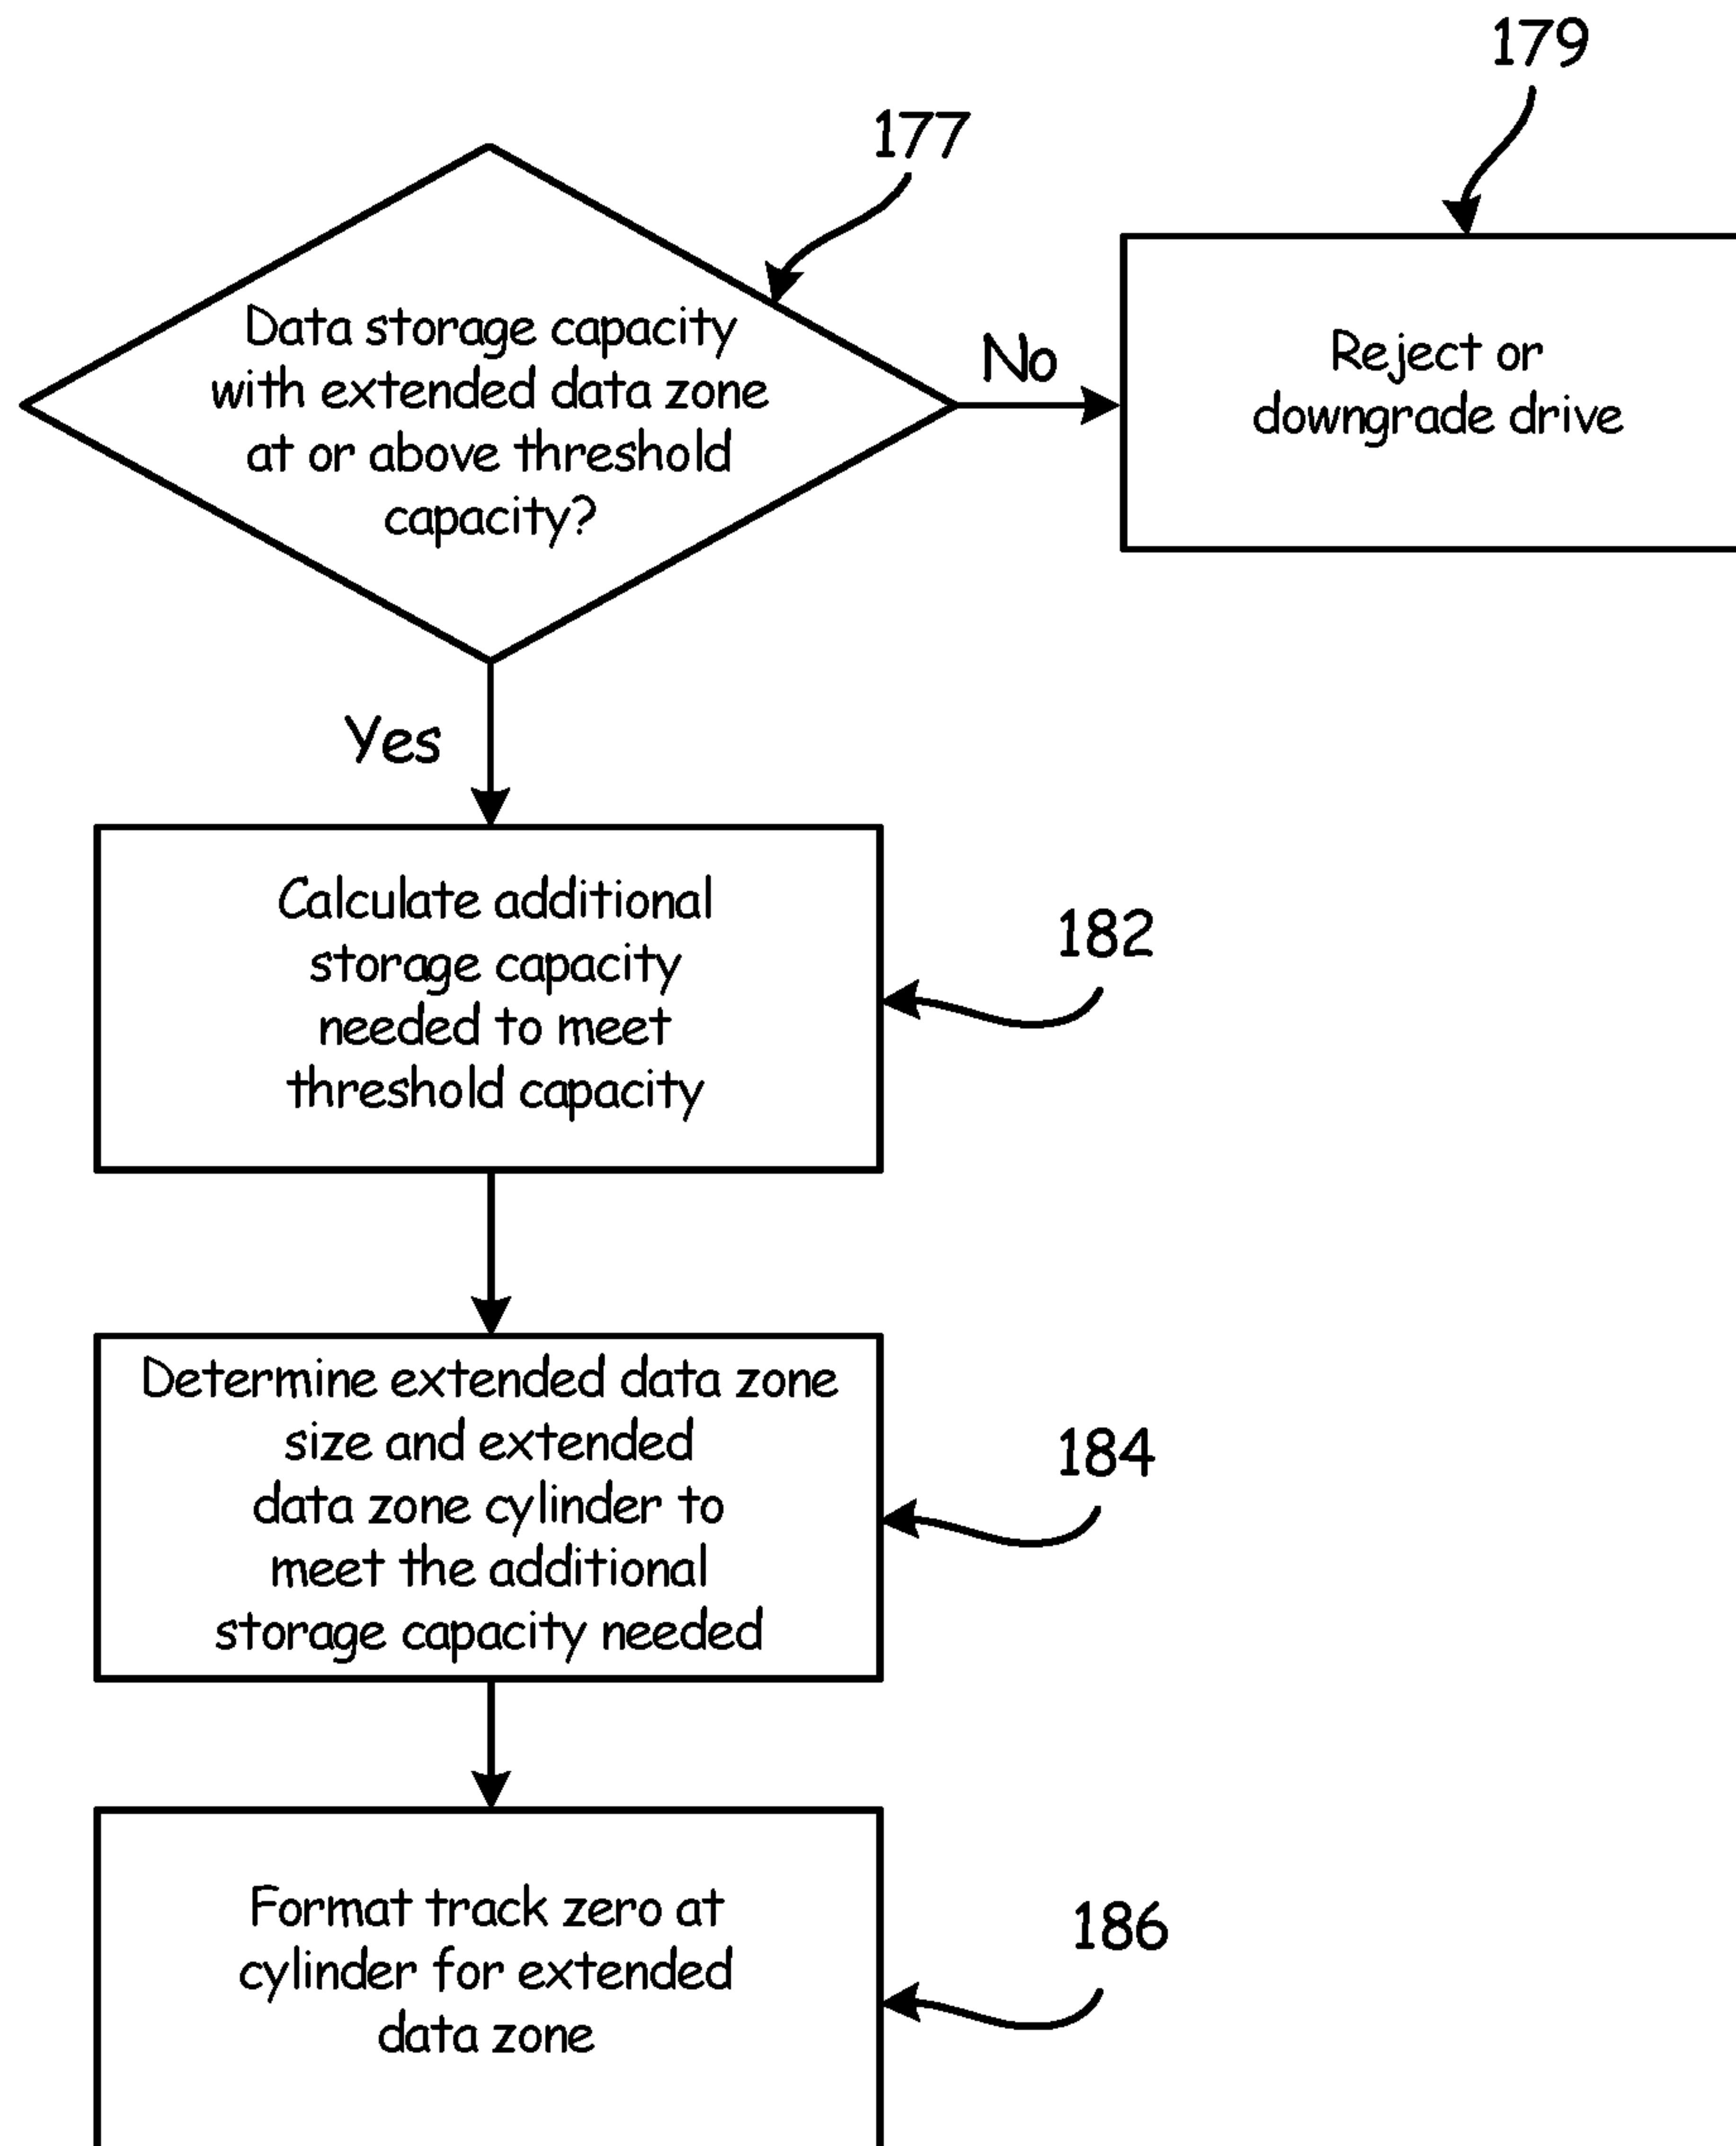 179
177
Data storage capacity
with extended data zone
at or above threshold
capacity?
No
Reject or
downgrade drive
Yes
Calculate additional
storage capacity
needed to meet
threshold capacity
182
Determine extended data zone
size and extended
data zone cylinder to
meet the additional
storage capacity needed
184
Format track zero at
cylinder for extended
data zone
186